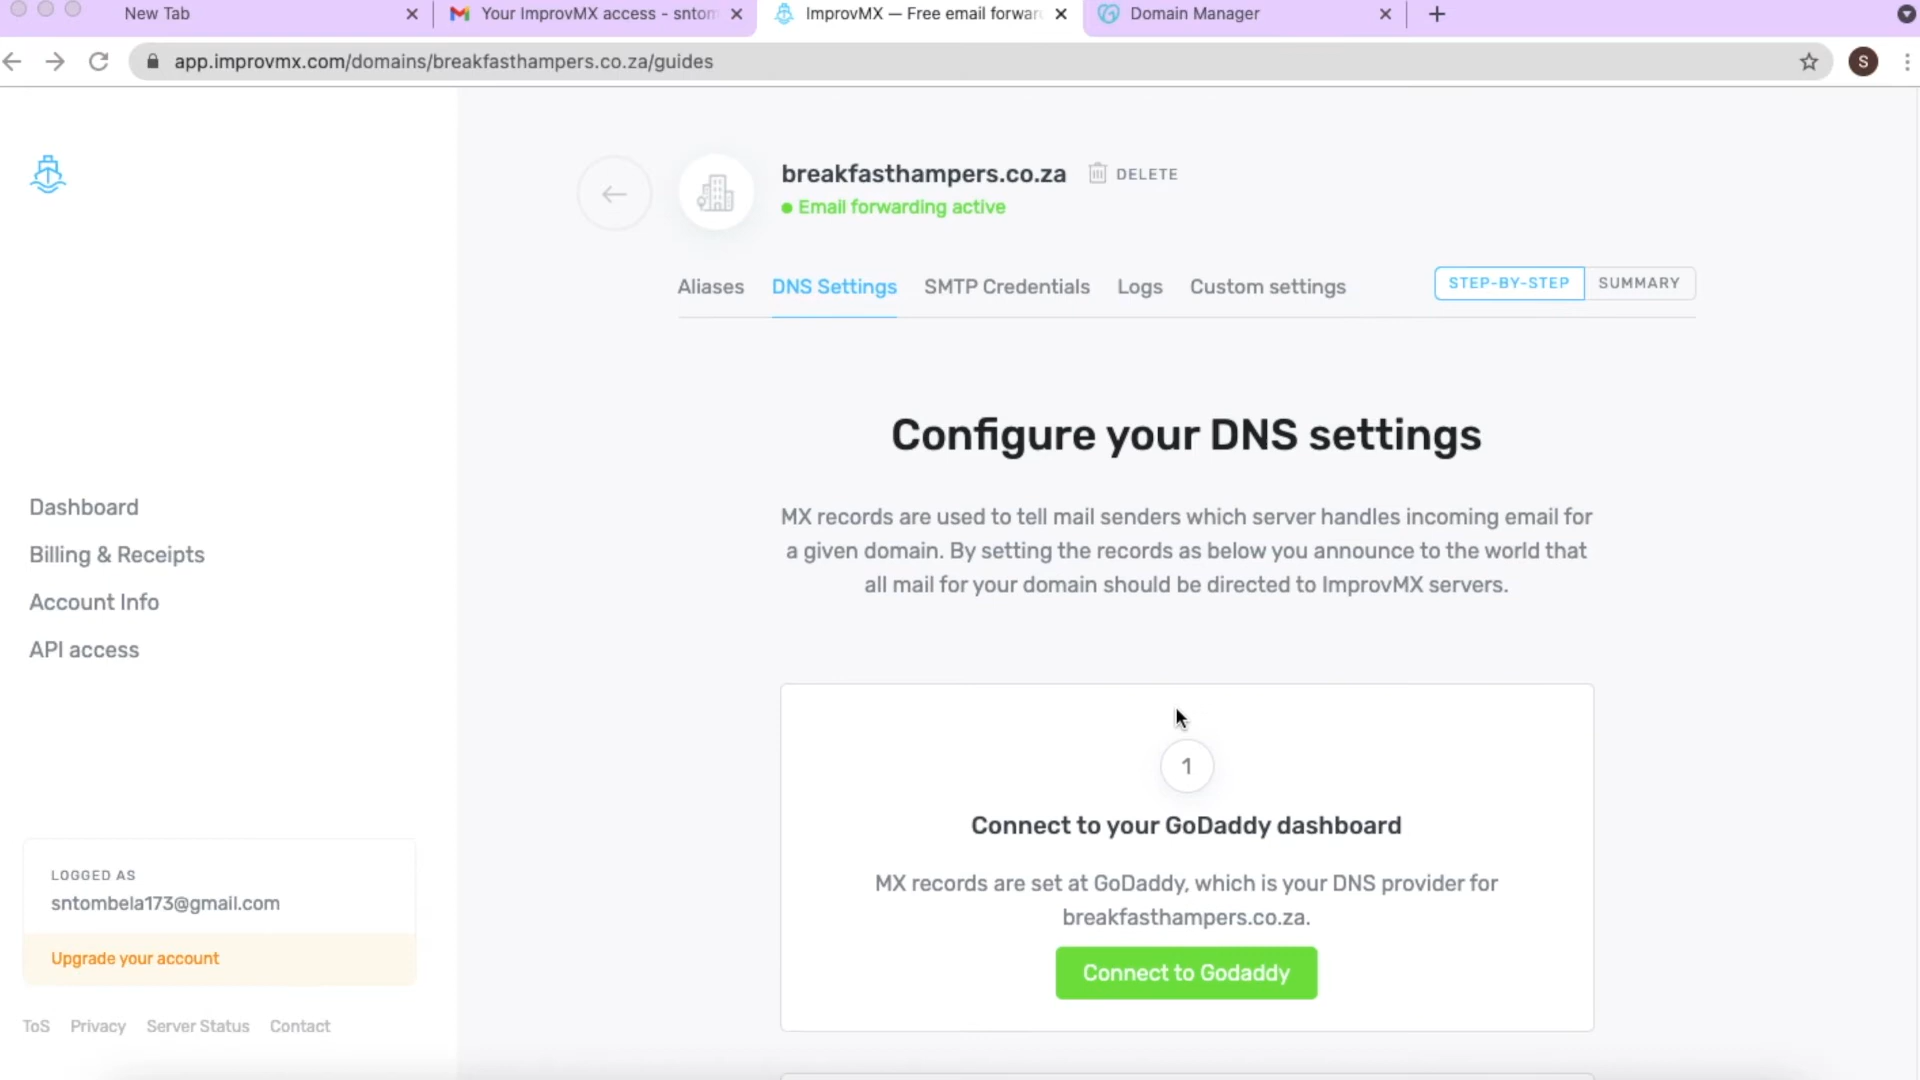 New Tab
Your ImprovMX access - sntom
ImprovMX — Free email forwar
Domain Manager
app.improvmx.com/domains/breakfasthampers.co.za/guides
S
breakfasthampers.co.za
DELETE
Email forwarding active
Aliases
DNS Settings
SMTP Credentials
Logs
Custom settings
STEP-BY-STEP
SUMMARY
Configure your DNS settings
MX records are used to tell mail senders which server handles incoming email for
a given domain. By setting the records as below you announce to the world that
all mail for your domain should be directed to ImprovMX servers.
Dashboard
Billing & Receipts
Account Info
API access
1
Connect to your GoDaddy dashboard
MX records are set at GoDaddy, which is your DNS provider for
breakfasthampers.co.za.
Connect to Godaddy
LOGGED AS
sntombela173@gmail.com
Upgrade your account
ToS
Privacy
Server Status
Contact